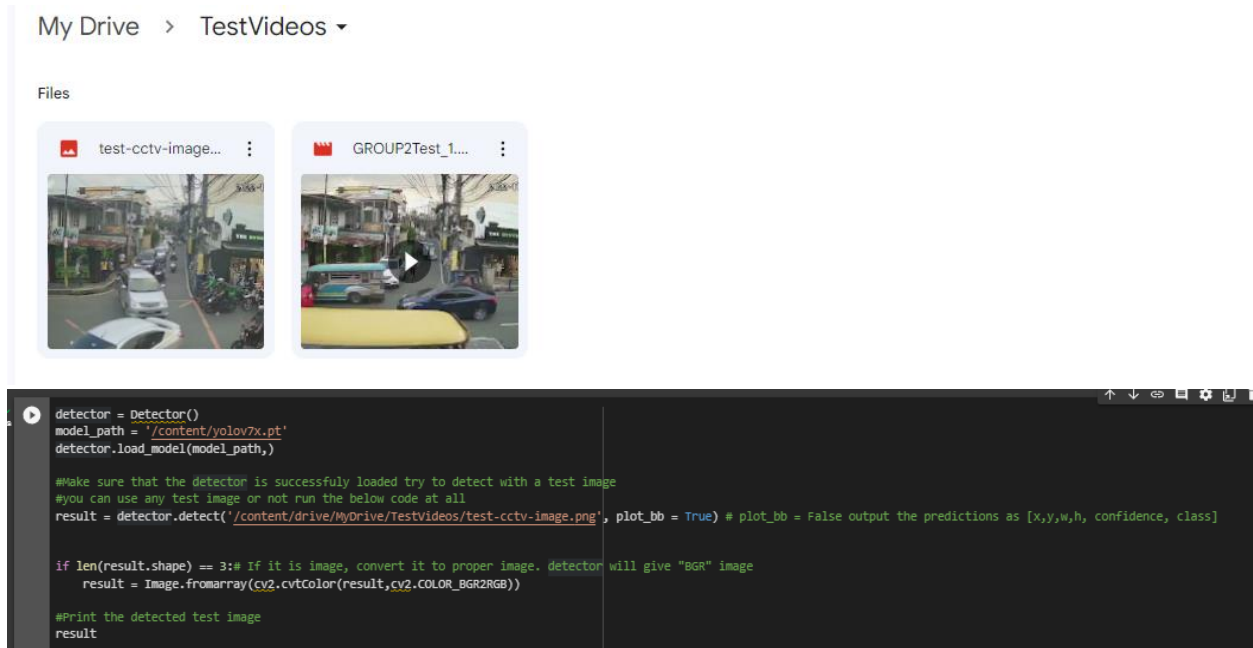 My Drive > TestVideos
Files
test-cctv-image...
GROUP2Test_1....
detector = Detector()
model_path = '/content/yolov7x.pt'
detector.load_model(model_path,)
#Make sure that the detector is successfuly loaded try to detect with a test image
#you can use any test image or not run the below code at all
result = detector.detect('/content/drive/MyDrive/TestVideos/test-cctv-image.png', plot_bb = True) # plot_bb = False output the predictions as [x,y,w,h, confidence, class]
if len(result.shape) == 3:# If it is image, convert it to proper image. detector will give "BGR" image
    result = Image.fromarray(cv2.cvtColor(result,cv2.COLOR_BGR2RGB))
#Print the detected test image
result